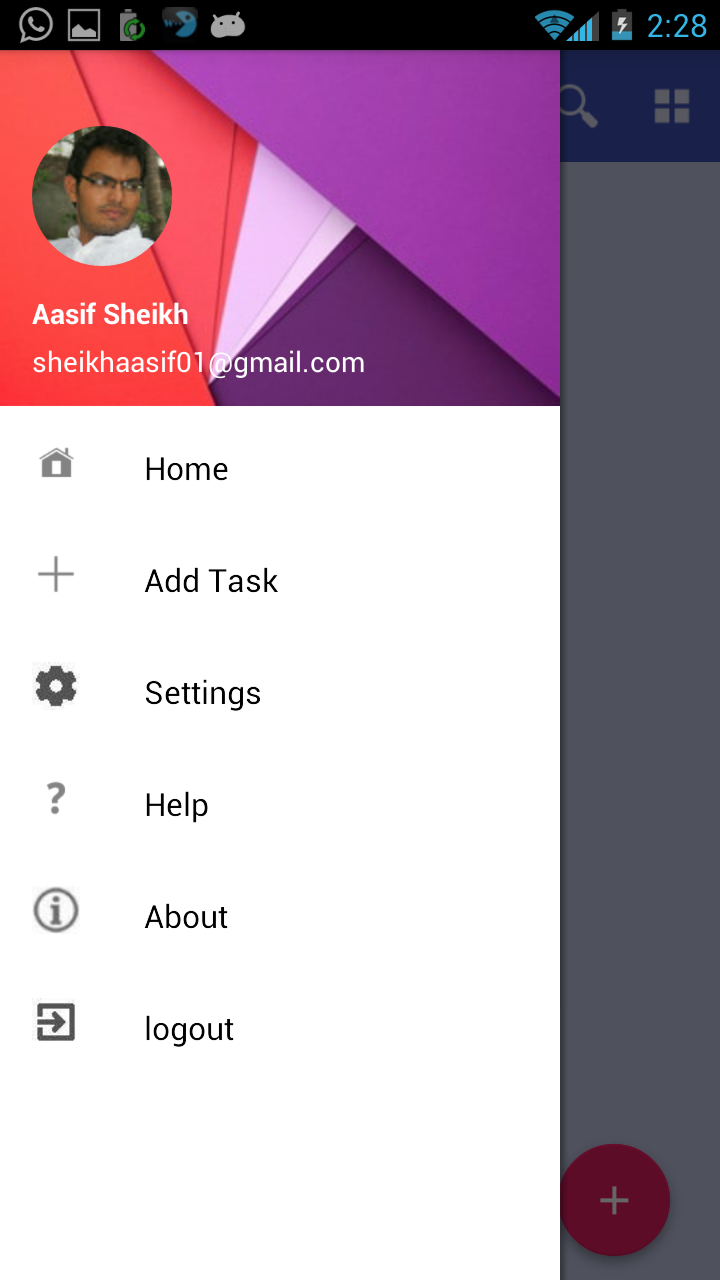 2:28
Aasif Sheikh
sheikhaasif01@gmail.com
Home
Add Task
Settings
Help
About
logout